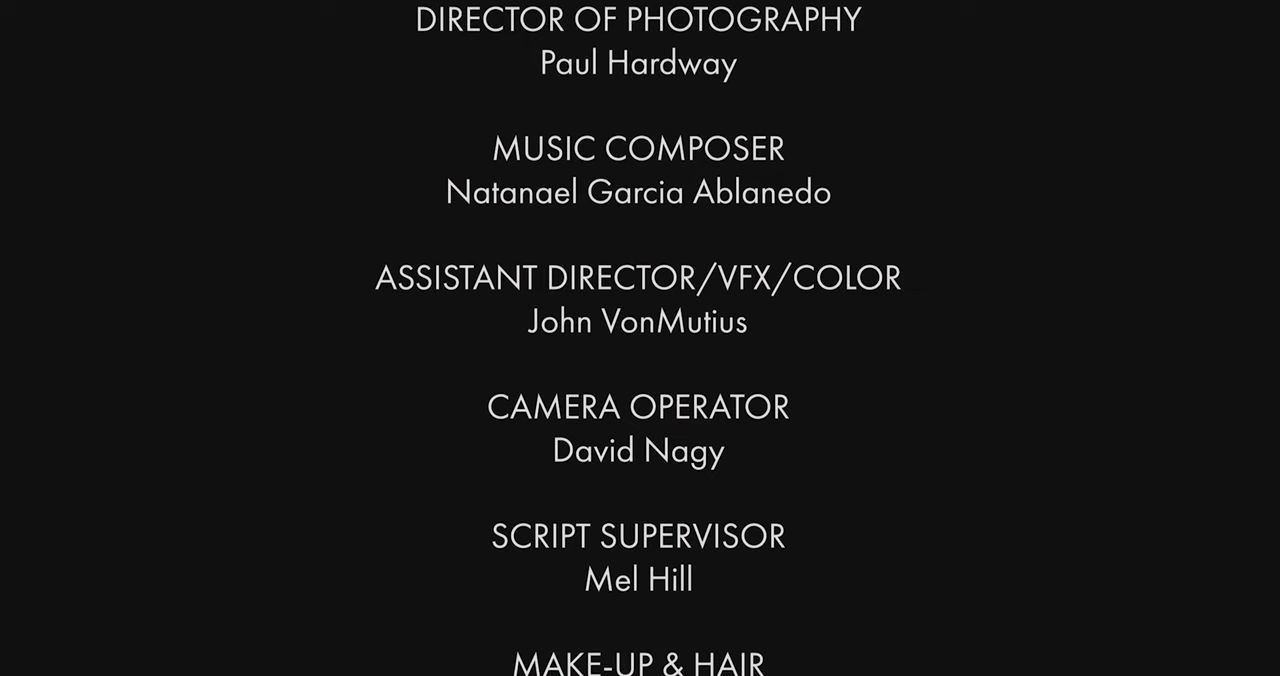 DIRECTOR OF PHOTOGRAPHY
Paul Hardway
MUSIC COMPOSER
Natanael Garcia Ablanedo
ASSISTANT DIRECTOR/VFX/COLOR
John VonMutius
CAMERA OPERATOR
David Nagy
SCRIPT SUPERVISOR
Mel Hill
MAKE-UP & HAIR